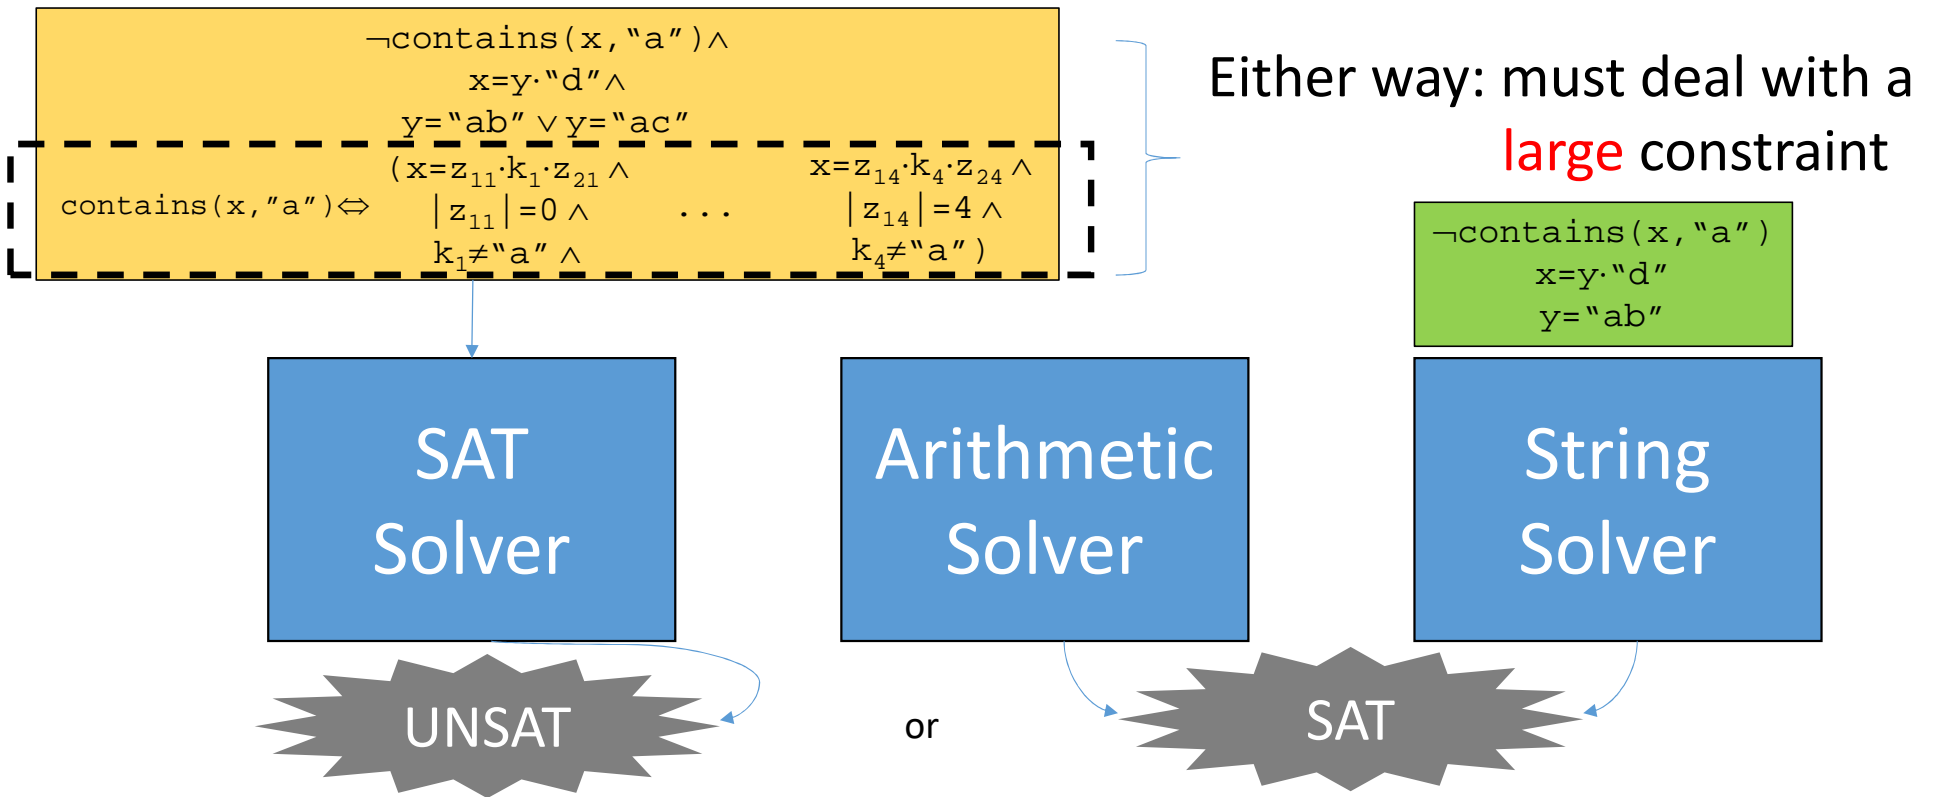 ¬contains(x,“a”)∧
x=y·“d”∧
y=“ab” ∨ y=“ac”
(x=z₁₁·k₁·z₂₁ ∧ x=z₁₄·k₄·z₂₄ ∧
contains(x,”a”)⇔ |z₁₁|=0 ∧ ... |z₁₄|=4 ∧
k₁≠“a” ∧ k₄≠“a”)
Either way: must deal with a
large constraint
¬contains(x,“a”)
x=y·“d”
y=“ab”
SAT
Solver
Arithmetic
Solver
String
Solver
UNSAT
or
SAT